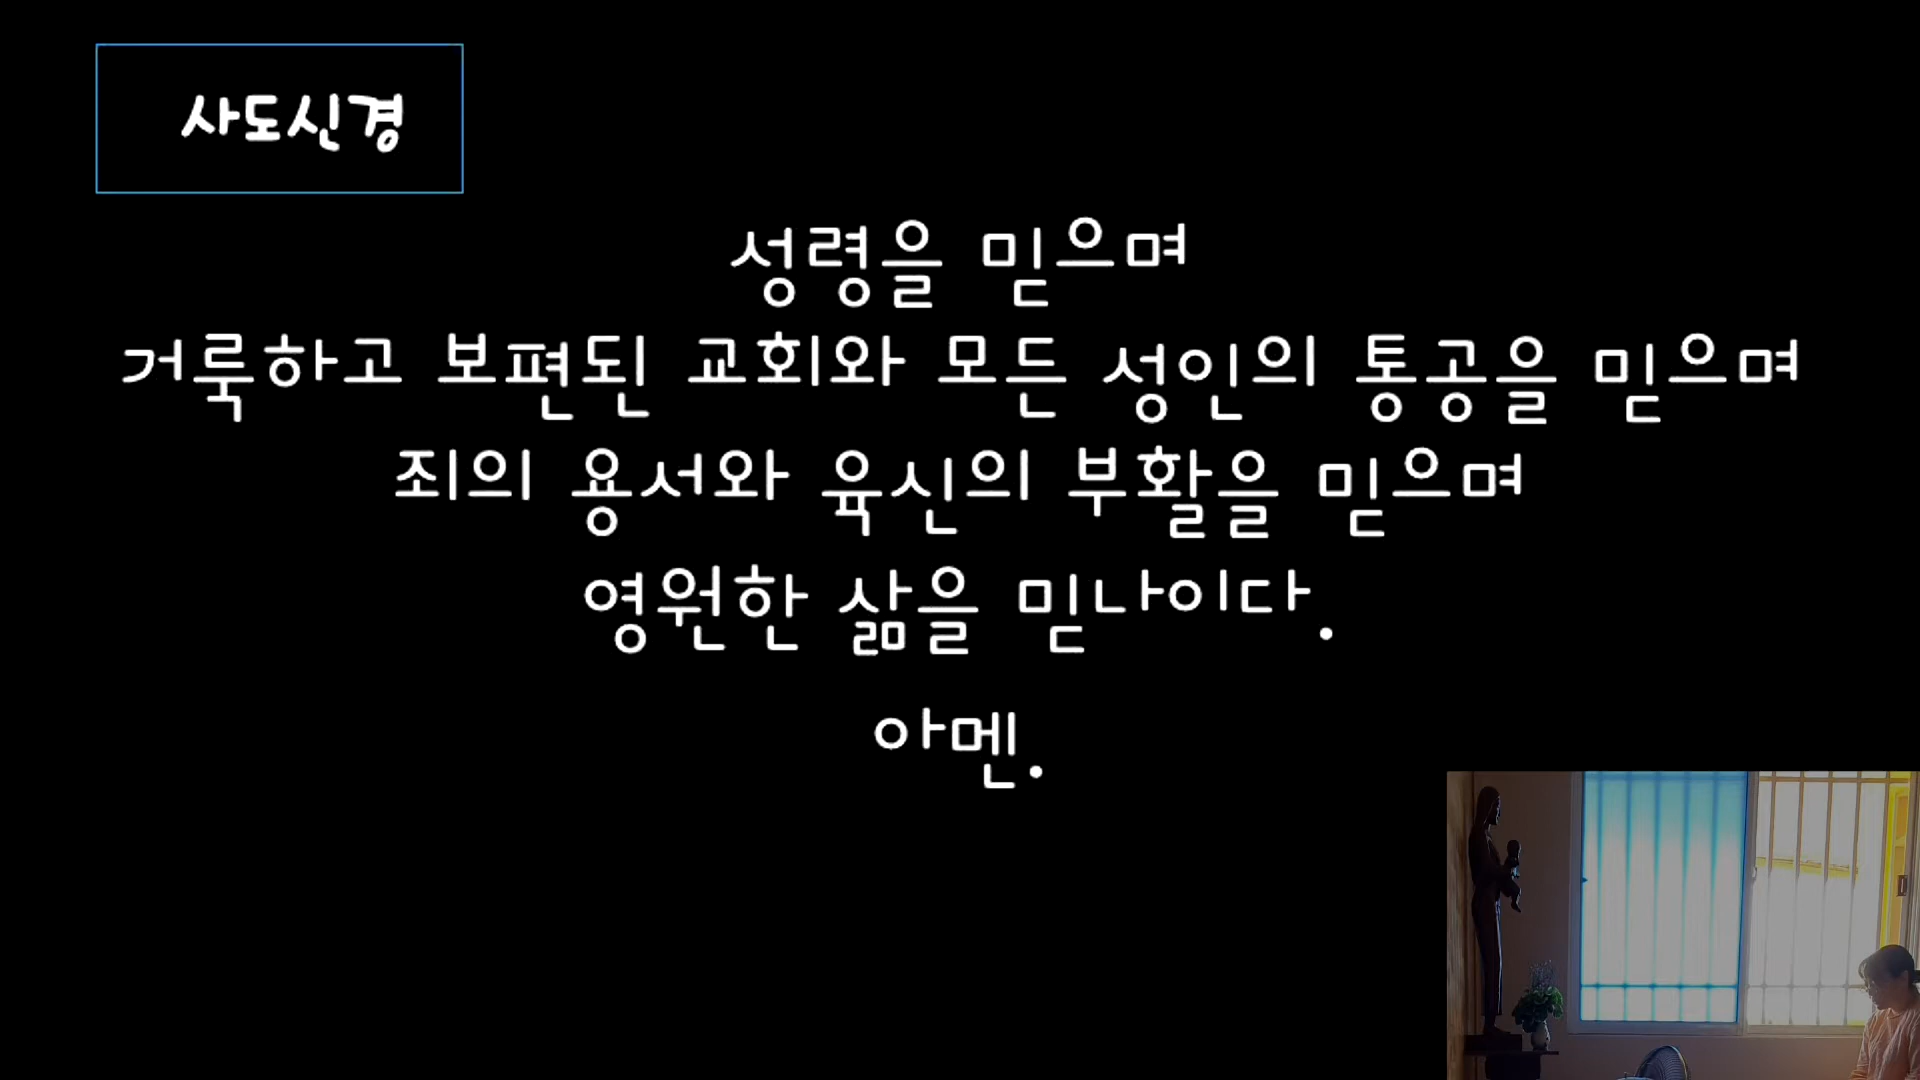 사도신경
성령을 믿으며
거룩하고 보편된 교회와 모든 성인의 통공을 믿으며
죄의 용서와 육신의 부활을 믿으며
영원한 삶을 믿나이다.
아멘.